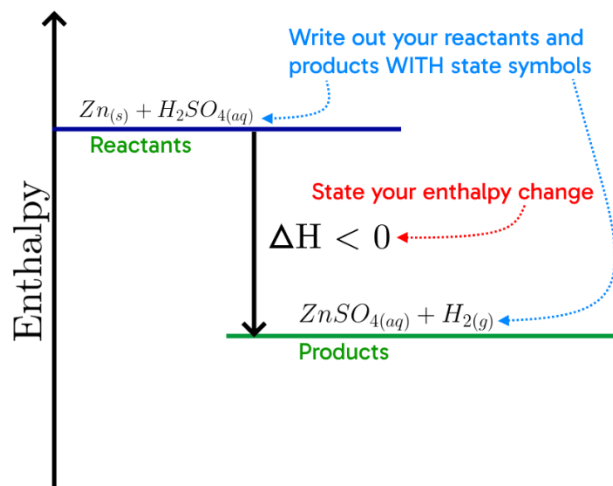 Write out your reactants and
products WITH state symbols
Zn(s) + H2SO4(aq)
Reactants
State your enthalpy change
Enthalpy
ΔH < 0
ZnSO4(aq) + H2(g)
Products